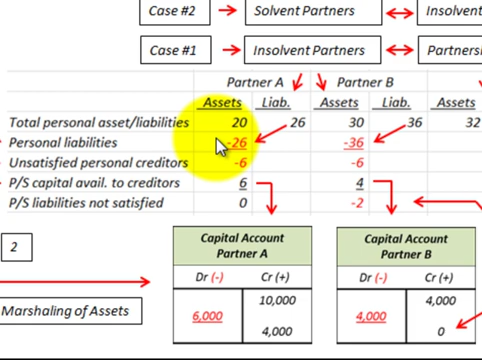 Case #2 Solvent Partners Insolvent
Case #1 Insolvent Partners Partners
Partner A Partner B
Assets Liab. Assets Liab. Assets
Total personal asset/liabilities 20 26 30 36 32
Personal liabilities -26 -36
Unsatisfied personal creditors -6 -6
P/S capital avail. to creditors 6 4
P/S liabilities not satisfied 0 -2
2
Capital Account Capital Account
Partner A Partner B
Dr (-) Cr (+) Dr (-) Cr (+)
10,000 4,000
6,000 4,000
Marshaling of Assets
4,000 0